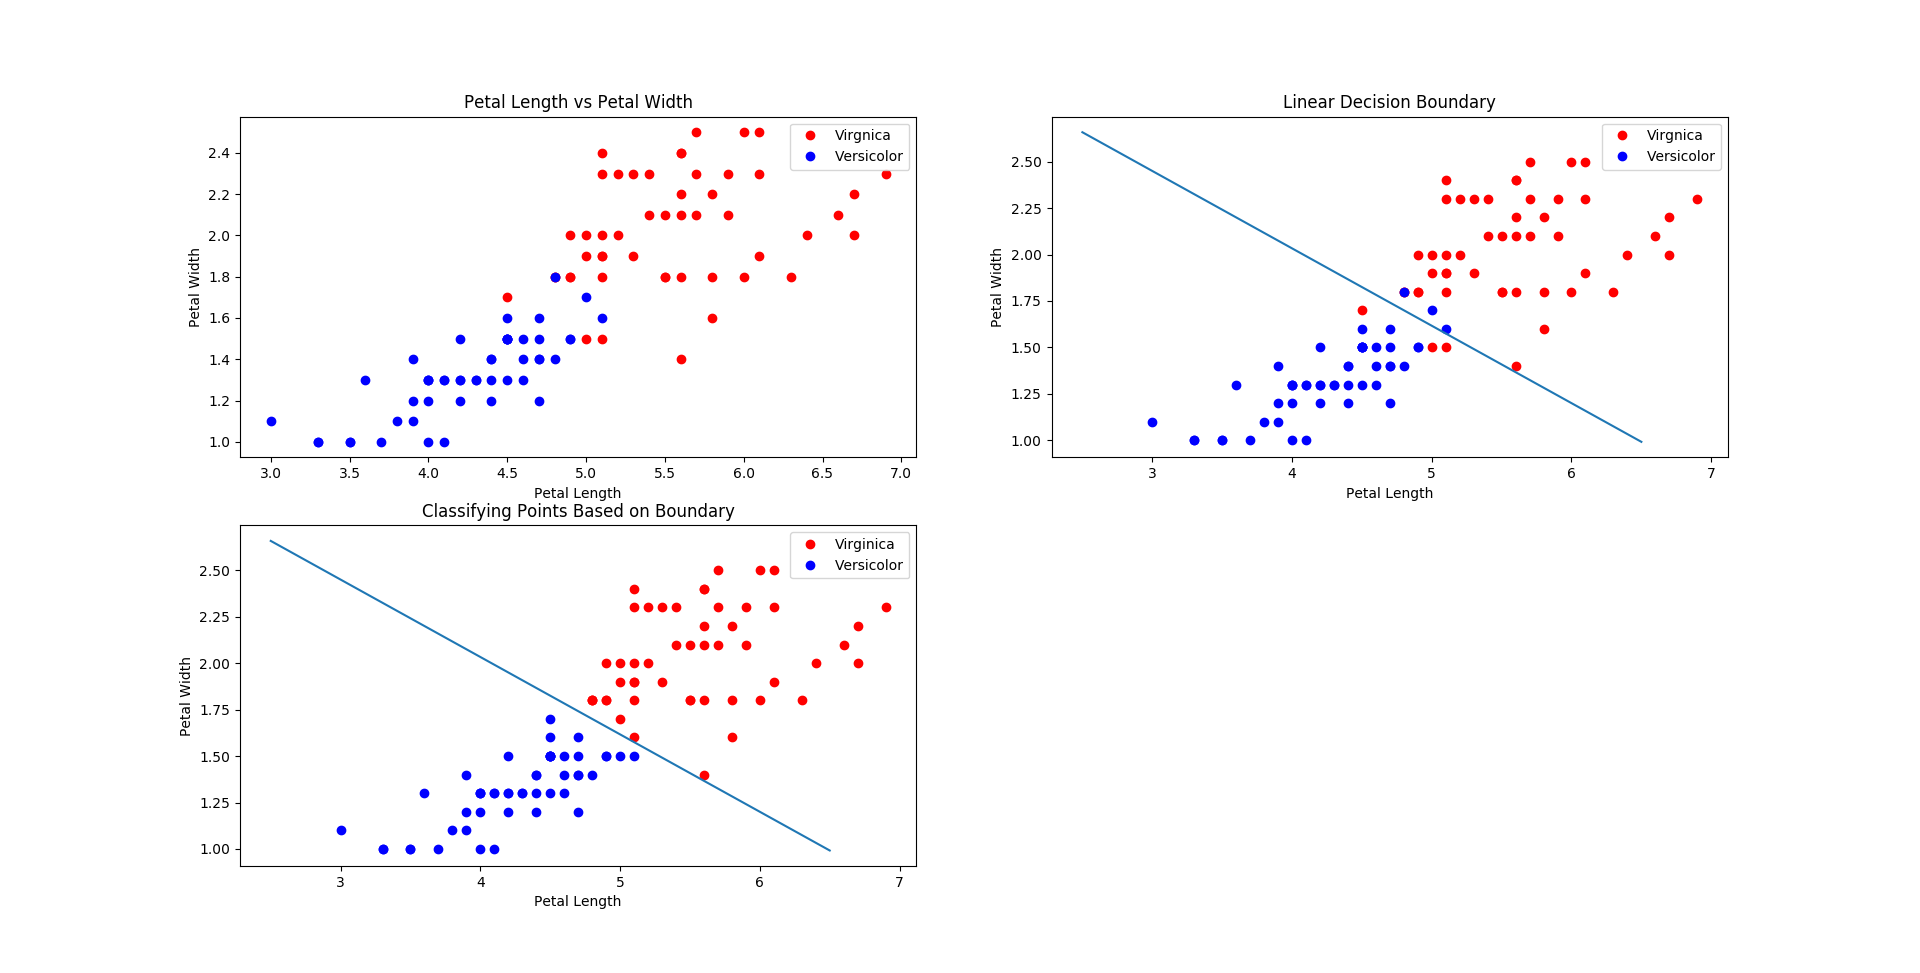 Petal Length vs Petal Width
Virgnica
Versicolor
Petal Width
2.4
2.2
2.0
1.8
1.6
1.4
1.2
1.0
3.0 3.5 4.0 4.5 5.0 5.5 6.0 6.5 7.0
Petal Length
Linear Decision Boundary
Virgnica
Versicolor
Petal Width
2.50
2.25
2.00
1.75
1.50
1.25
1.00
3 4 5 6 7
Petal Length
Classifying Points Based on Boundary
Virginica
Versicolor
Petal Width
2.50
2.25
2.00
1.75
1.50
1.25
1.00
3 4 5 6 7
Petal Length